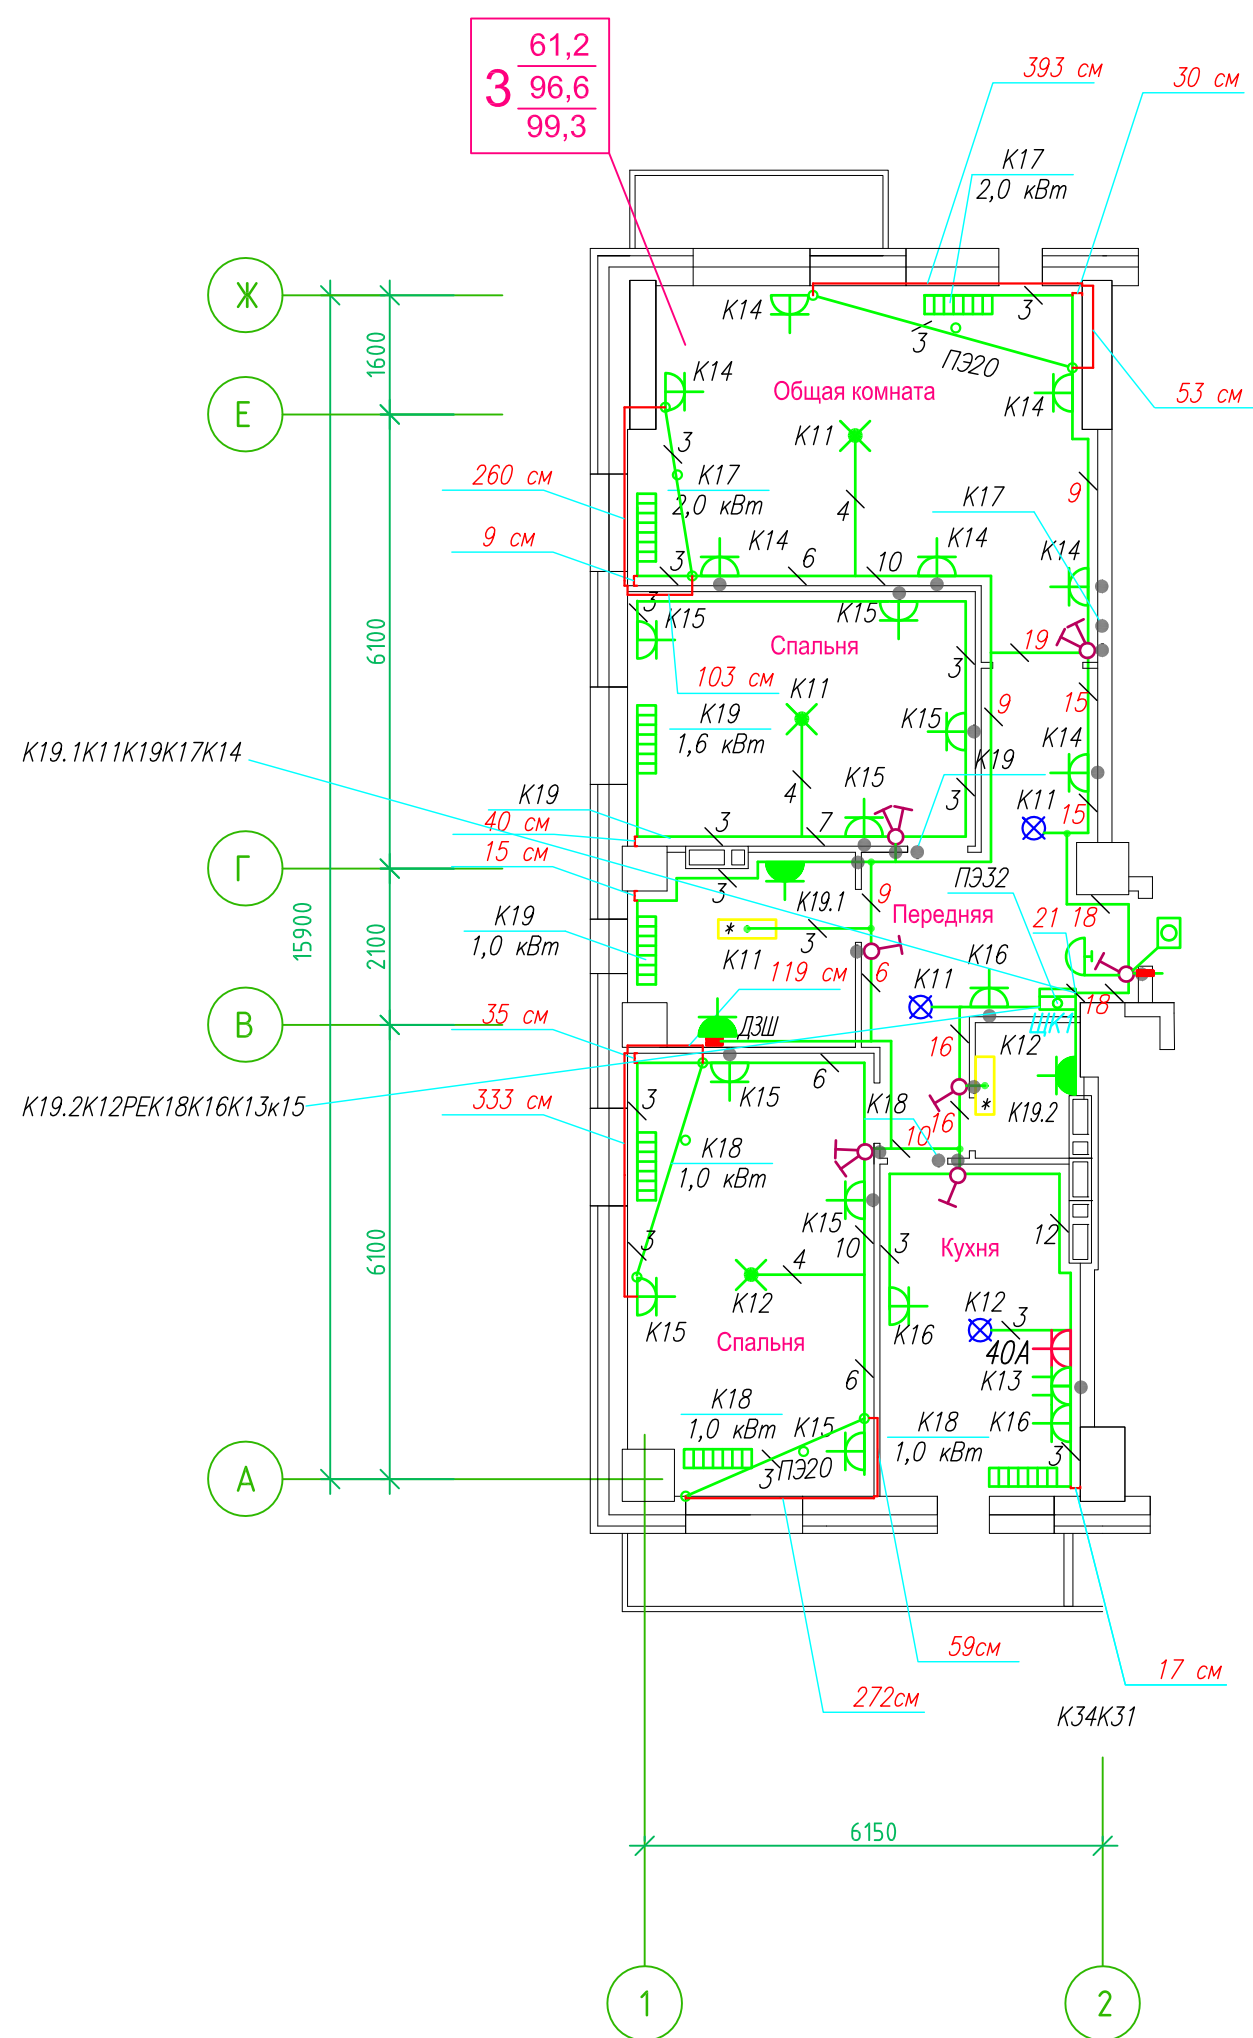 61,2
3 96,6
99,3
393 см
30 см
К17
2,0 кВт
Ж
К14
3
3
ПЭ20
1600
К14
Общая комната
К14
53 см
Е
К11
3
260 см
К17
2,0 кВт
4
К17
9
9 см
К14
К14
К14
3
6
10
3
К15
К15
6100
Спальня
19
3
103 см
К11
15
К19
1,6 кВт
9
К15
К14
К19.1К11К19К17К14
К19
4
К15
3
К19
К11
40 см
3
7
15
15 см
Г
3
ПЭ32
К19.1
9
Передняя
21
18
15900
2100
К19
1,0 кВт
*
3
К11
119 см
6
К11
К16
18
35 см
В
ДЗШ
ЩК1
16
К12
6
К19.2К12РЕК18К16К13к15
333 см
3
К15
К18
*
К19.2
16
10
К18
1,0 кВт
К15
10
3
12
Кухня
6100
3
4
К12
К12
3
К15
К16
40А
Спальня
6
К13
К18
1,0 кВт
К15
К18
1,0 кВт
К16
3
А
3
ПЭ20
59см
17 см
272см
К34К31
6150
1
2